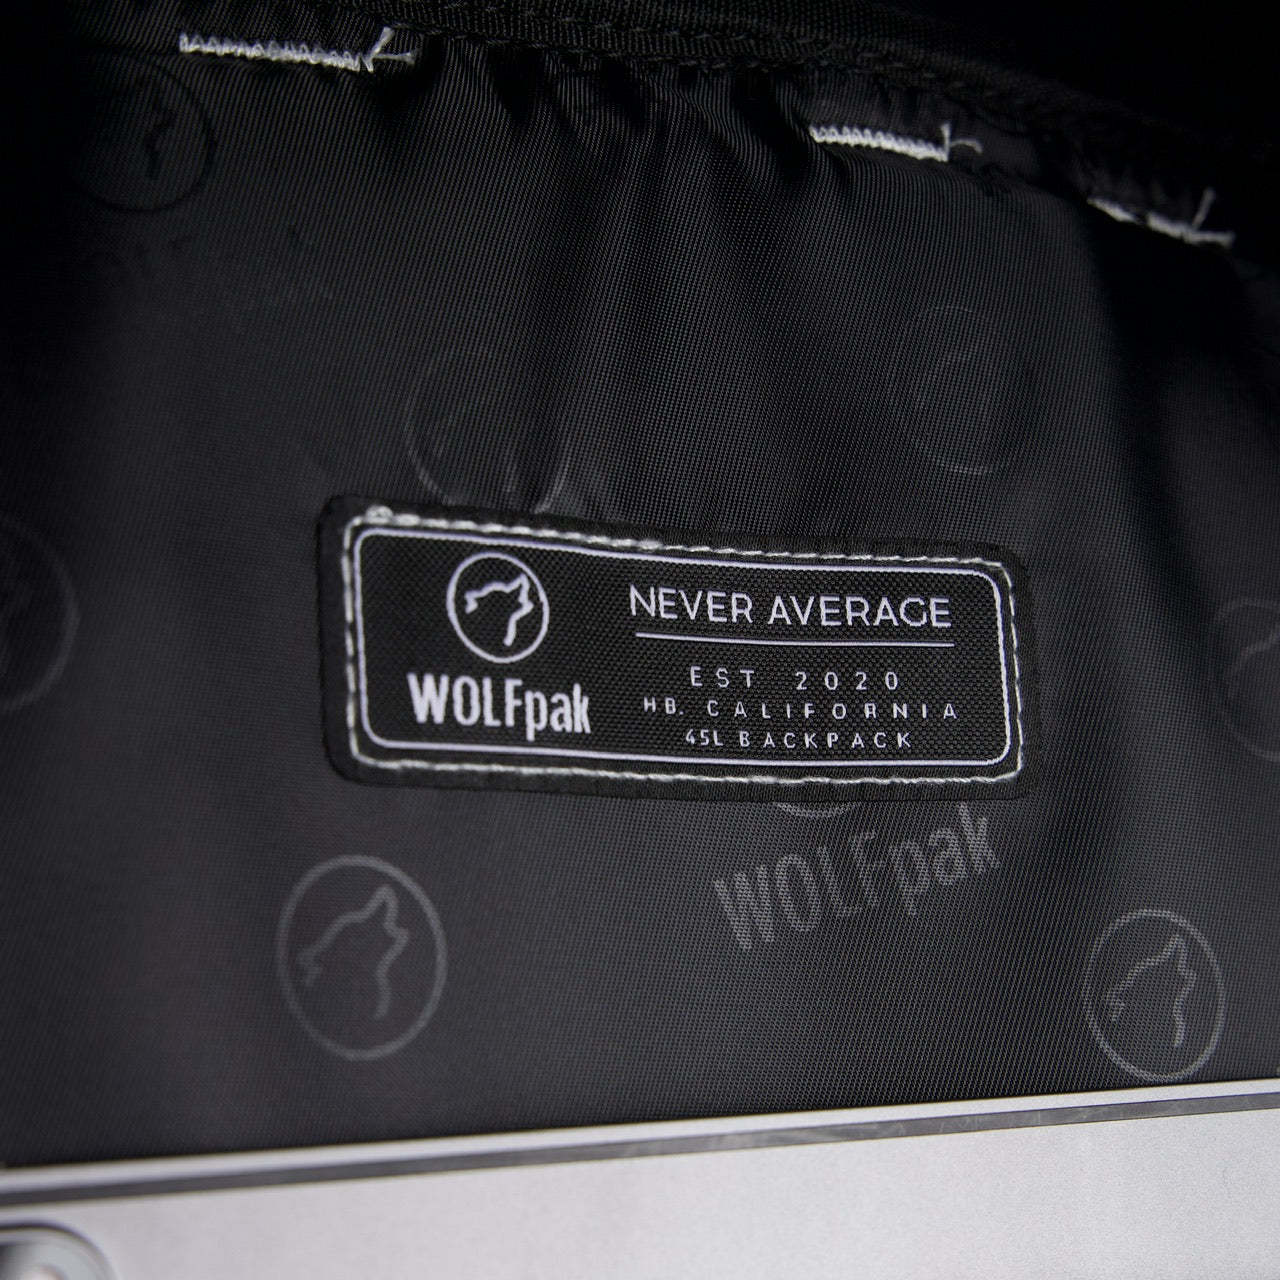 WOLFpak
NEVER AVERAGE
EST 2020
HB. CALIFORNIA
45L BACKPACK
WOLFpak